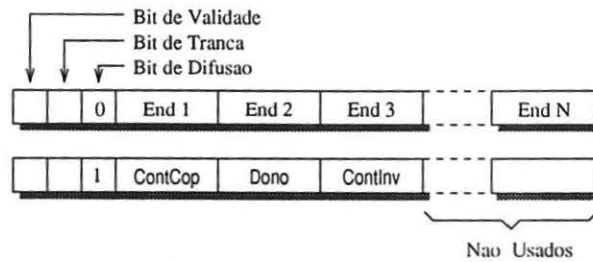 Bit de Validade
Bit de Tranca
Bit de Difusao
0 End 1 End 2 End 3 End N
1 ContCop Dono ContInv
Nao Usados